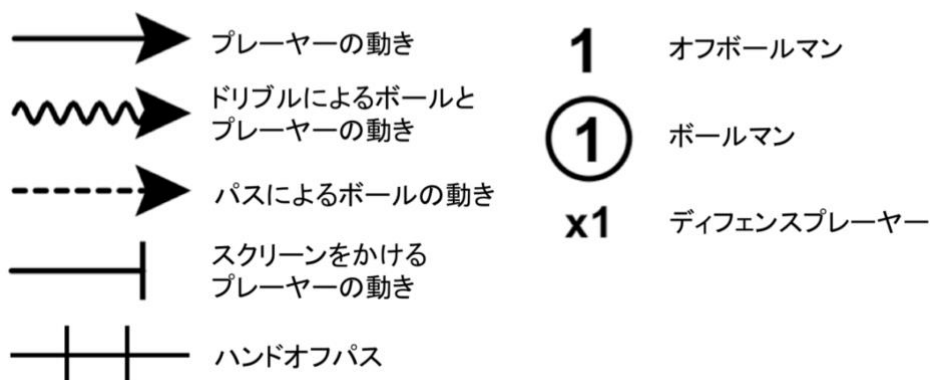 プレーヤーの動き
ドリブルによるボールと
プレーヤーの動き
パスによるボールの動き
スクリーンをかける
プレーヤーの動き
ハンドオフパス
1
オフボールマン
1
ボールマン
x1
ディフェンスプレーヤー